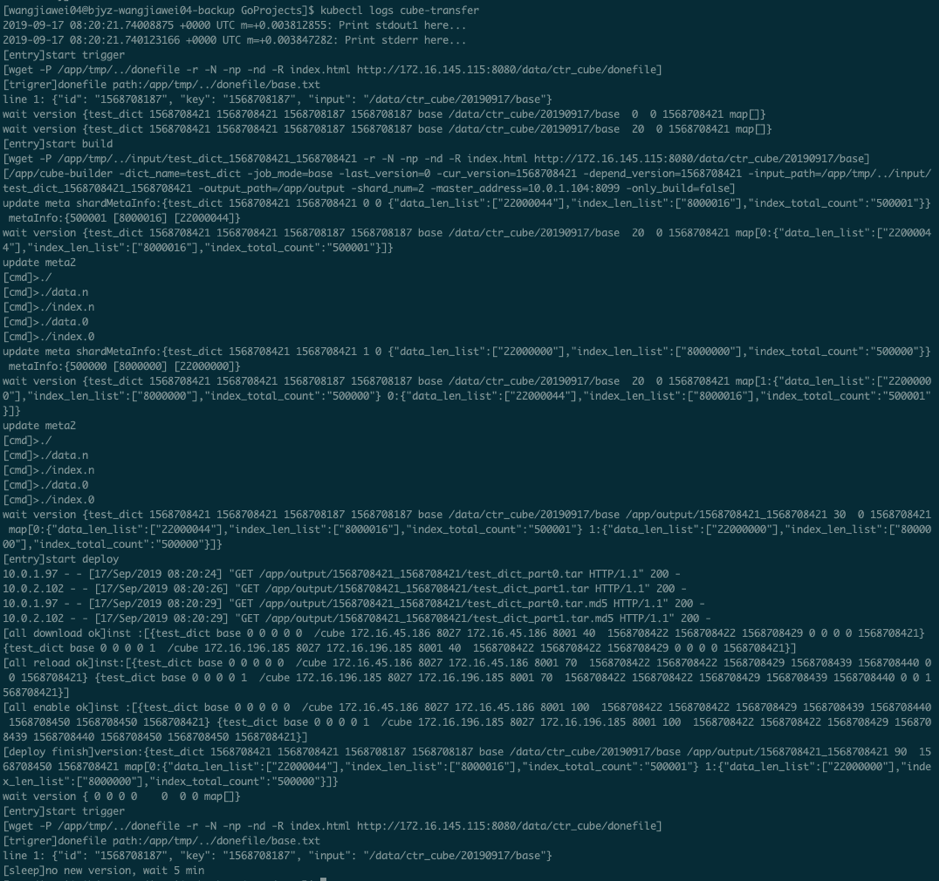 [wangjiawei04@bjyz-wangjiawei04-backup GoProjects]$ kubectl logs cube-transfer
2019-09-17 08:20:21.74008875 +0000 UTC m=+0.003812855: Print stdout1 here...
2019-09-17 08:20:21.740123166 +0000 UTC m=+0.003847282: Print stderr here...
[entry]start trigger
[wget -P /app/tmp/../donefile -r -N -np -nd -R index.html http://172.16.145.115:8080/data/ctr_cube/donefile]
[trigrer]donefile path:/app/tmp/../donefile/base.txt
line 1: {"id": "1568708187", "key": "1568708187", "input": "/data/ctr_cube/20190917/base"}
wait version {test_dict 1568708421 1568708421 1568708187 1568708187 base /data/ctr_cube/20190917/base  0  0 1568708421 map[]}
wait version {test_dict 1568708421 1568708421 1568708187 1568708187 base /data/ctr_cube/20190917/base  20  0 1568708421 map[]}
[entry]start build
[wget -P /app/tmp/../input/test_dict_1568708421_1568708421 -r -N -np -nd -R index.html http://172.16.145.115:8080/data/ctr_cube/20190917/base]
[/app/cube-builder -dict_name=test_dict -job_mode=base -last_version=0 -cur_version=1568708421 -depend_version=1568708421 -input_path=/app/tmp/../input/
test_dict_1568708421_1568708421 -output_path=/app/output -shard_num=2 -master_address=10.0.1.104:8099 -only_build=false]
update meta shardMetaInfo:{test_dict 1568708421 1568708421 0 0 {"data_len_list":["22000044"],"index_len_list":["8000016"],"index_total_count":"500001"}}
 metaInfo:{500001 [8000016] [22000044]}
wait version {test_dict 1568708421 1568708421 1568708187 1568708187 base /data/ctr_cube/20190917/base  20  0 1568708421 map[0:{"data_len_list":["2200004
4"],"index_len_list":["8000016"],"index_total_count":"500001"}]}
update meta2
[cmd]>./
[cmd]>./data.n
[cmd]>./index.n
[cmd]>./data.0
[cmd]>./index.0
update meta shardMetaInfo:{test_dict 1568708421 1568708421 1 0 {"data_len_list":["22000000"],"index_len_list":["8000000"],"index_total_count":"500000"}}
 metaInfo:{500000 [8000000] [22000000]}
wait version {test_dict 1568708421 1568708421 1568708187 1568708187 base /data/ctr_cube/20190917/base  20  0 1568708421 map[1:{"data_len_list":["2200000
0"],"index_len_list":["8000000"],"index_total_count":"500000"} 0:{"data_len_list":["22000044"],"index_len_list":["8000016"],"index_total_count":"500001"
}]}
update meta2
[cmd]>./
[cmd]>./data.n
[cmd]>./index.n
[cmd]>./data.0
[cmd]>./index.0
wait version {test_dict 1568708421 1568708421 1568708187 1568708187 base /data/ctr_cube/20190917/base /app/output/1568708421_1568708421 30  0 1568708421
 map[0:{"data_len_list":["22000044"],"index_len_list":["8000016"],"index_total_count":"500001"} 1:{"data_len_list":["22000000"],"index_len_list":["80000
00"],"index_total_count":"500000"}]}
[entry]start deploy
10.0.1.97 - - [17/Sep/2019 08:20:24] "GET /app/output/1568708421_1568708421/test_dict_part0.tar HTTP/1.1" 200 -
10.0.2.102 - - [17/Sep/2019 08:20:26] "GET /app/output/1568708421_1568708421/test_dict_part1.tar HTTP/1.1" 200 -
10.0.1.97 - - [17/Sep/2019 08:20:29] "GET /app/output/1568708421_1568708421/test_dict_part0.tar.md5 HTTP/1.1" 200 -
10.0.2.102 - - [17/Sep/2019 08:20:29] "GET /app/output/1568708421_1568708421/test_dict_part1.tar.md5 HTTP/1.1" 200 -
[all download ok]inst :[{test_dict base 0 0 0 0 0  /cube 172.16.45.186 8027 172.16.45.186 8001 40  1568708422 1568708422 1568708429 0 0 0 0 1568708421}
{test_dict base 0 0 0 0 1  /cube 172.16.196.185 8027 172.16.196.185 8001 40  1568708422 1568708422 1568708429 0 0 0 0 1568708421}]
[all reload ok]inst:[{test_dict base 0 0 0 0 0  /cube 172.16.45.186 8027 172.16.45.186 8001 70  1568708422 1568708422 1568708429 1568708439 1568708440 0
 0 1568708421} {test_dict base 0 0 0 0 1  /cube 172.16.196.185 8027 172.16.196.185 8001 70  1568708422 1568708422 1568708429 1568708439 1568708440 0 0 1
568708421}]
[all enable ok]inst :[{test_dict base 0 0 0 0 0  /cube 172.16.45.186 8027 172.16.45.186 8001 100  1568708422 1568708422 1568708429 1568708439 1568708440
 1568708450 1568708450 1568708421} {test_dict base 0 0 0 0 1  /cube 172.16.196.185 8027 172.16.196.185 8001 100  1568708422 1568708422 1568708429 156870
8439 1568708440 1568708450 1568708450 1568708421}]
[deploy finish]version:{test_dict 1568708421 1568708421 1568708187 1568708187 base /data/ctr_cube/20190917/base /app/output/1568708421_1568708421 90  15
68708450 1568708421 map[0:{"data_len_list":["22000044"],"index_len_list":["8000016"],"index_total_count":"500001"} 1:{"data_len_list":["22000000"],"inde
x_len_list":["8000000"],"index_total_count":"500000"}]}
wait version { 0 0 0 0    0  0 0 map[]}
[entry]start trigger
[wget -P /app/tmp/../donefile -r -N -np -nd -R index.html http://172.16.145.115:8080/data/ctr_cube/donefile]
[trigrer]donefile path:/app/tmp/../donefile/base.txt
line 1: {"id": "1568708187", "key": "1568708187", "input": "/data/ctr_cube/20190917/base"}
[sleep]no new version, wait 5 min